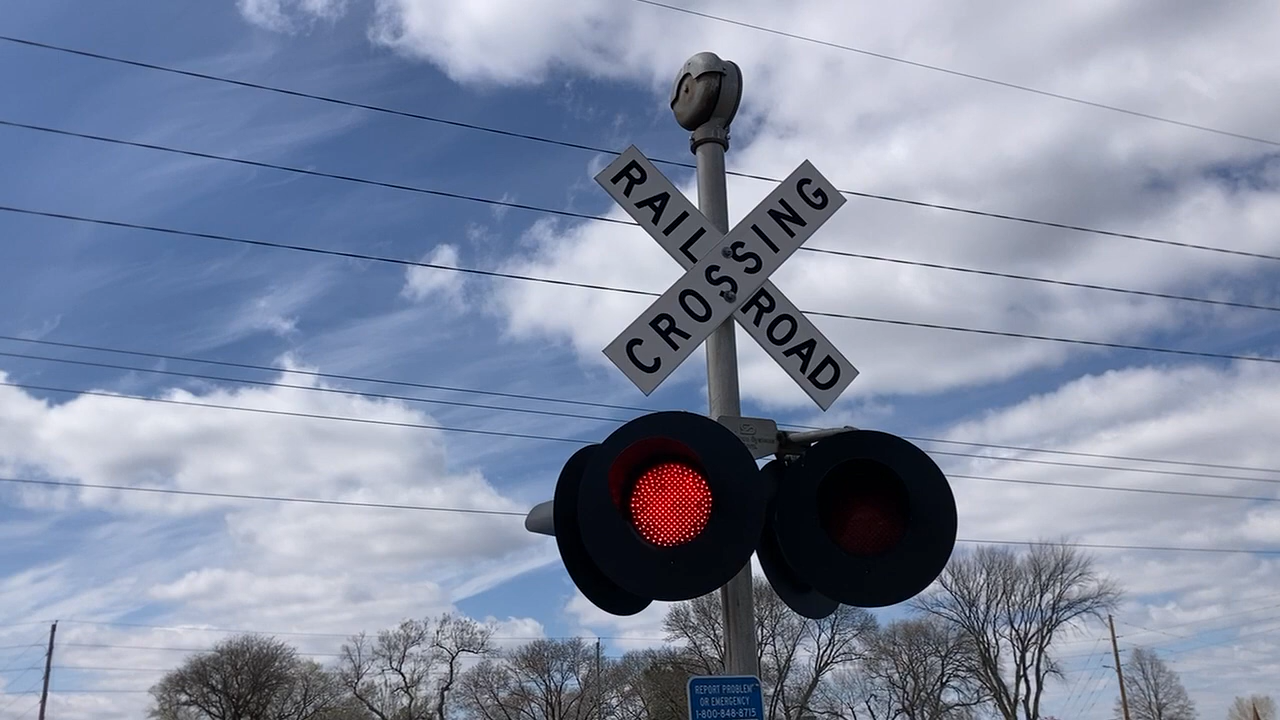 RAILROAD
CROSSING
REPORT PROBLEM
OR EMERGENCY
1-800-848-8715